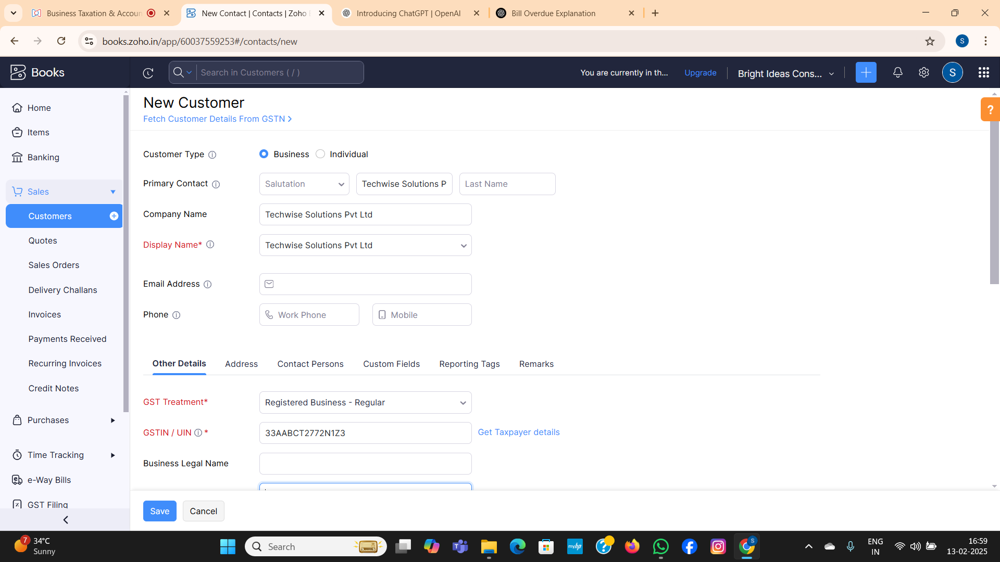 Business Taxation & Accoun
New Contact | Contacts | Zoho
Introducing ChatGPT | OpenAI
Bill Overdue Explanation
books.zoho.in/app/60037559253#/contacts/new
S
Books
Search in Customers ( / )
You are currently in th...
Upgrade
Bright Ideas Cons...
S
Home
Items
Banking
Sales
Customers
Quotes
Sales Orders
Delivery Challans
Invoices
Payments Received
Recurring Invoices
Credit Notes
Purchases
Time Tracking
e-Way Bills
GST Filing
New Customer
Fetch Customer Details From GSTN
?
Customer Type
Business
Individual
Primary Contact
Salutation
Techwise Solutions P
Last Name
Company Name
Techwise Solutions Pvt Ltd
Display Name*
Techwise Solutions Pvt Ltd
Email Address
Phone
Work Phone
Mobile
Other Details
Address
Contact Persons
Custom Fields
Reporting Tags
Remarks
GST Treatment*
Registered Business - Regular
GSTIN / UIN *
33AABCT2772N1Z3
Get Taxpayer details
Business Legal Name
Save
Cancel
7
34°C
Sunny
Search
myhp
S
ENG
IN
16:59
13-02-2025